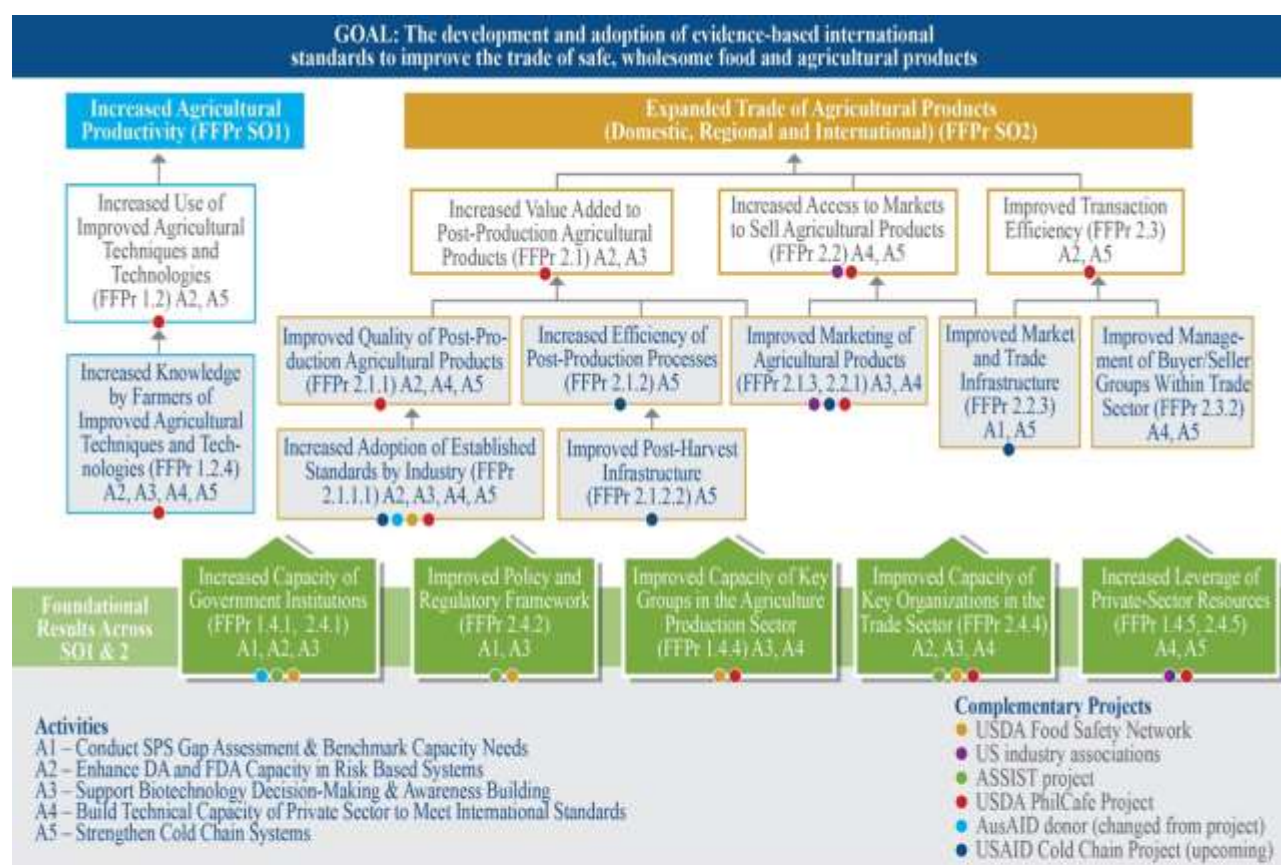 GOAL: The development and adoption of evidence-based international
standards to improve the trade of safe, wholesome food and agricultural products
Increased Agricultural
Productivity (FFPr SO1)
Expanded Trade of Agricultural Products
(Domestic, Regional and International) (FFPr SO2)
Increased Use of
Improved Agricultural
Techniques and
Technologies
(FFPr 1.2) A2, A5
Increased Value Added to
Post-Production Agricultural
Products (FFPr 2.1) A2, A3
Increased Access to Markets
to Sell Agricultural Products
(FFPr 2.2) A4, A5
Improved Transaction
Efficiency (FFPr 2.3)
A2, A5
Increased Knowledge
by Farmers of
Improved Agricultural
Techniques and Tech-
nologies (FFPr 1.2.4)
A2, A3, A4, A5
Improved Quality of Post-Pro-
duction Agricultural Products
(FFPr 2.1.1) A2, A4, A5
Increased Efficiency of
Post-Production Processes
(FFPr 2.1.2) A5
Improved Marketing of
Agricultural Products
(FFPr 2.1.3, 2.2.1) A3, A4
Improved Market
and Trade
Infrastructure
(FFPr 2.2.3)
A1, A5
Improved Manage-
ment of Buyer/Seller
Groups Within Trade
Sector (FFPr 2.3.2)
A4, A5
Increased Adoption of Established
Standards by Industry (FFPr
2.1.1.1) A2, A3, A4, A5
Improved Post-Harvest
Infrastructure
(FFPr 2.1.2.2) A5
Foundational
Results Across
SO1 & 2
Increased Capacity of
Government Institutions
(FFPr 1.4.1, 2.4.1)
A1, A2, A3
Improved Policy and
Regulatory Framework
(FFPr 2.4.2)
A1, A3
Improved Capacity of Key
Groups in the Agriculture
Production Sector
(FFPr 1.4.4) A3, A4
Improved Capacity of
Key Organizations in the
Trade Sector (FFPr 2.4.4)
A2, A3, A4
Increased Leverage of
Private-Sector Resources
(FFPr 1.4.5, 2.4.5)
A4, A5
Activities
A1 – Conduct SPS Gap Assessment & Benchmark Capacity Needs
A2 – Enhance DA and FDA Capacity in Risk Based Systems
A3 – Support Biotechnology Decision-Making & Awareness Building
A4 – Build Technical Capacity of Private Sector to Meet International Standards
A5 – Strengthen Cold Chain Systems
Complementary Projects
USDA Food Safety Network
US industry associations
ASSIST project
USDA PhilCafe Project
AusAID donor (changed from project)
USAID Cold Chain Project (upcoming)